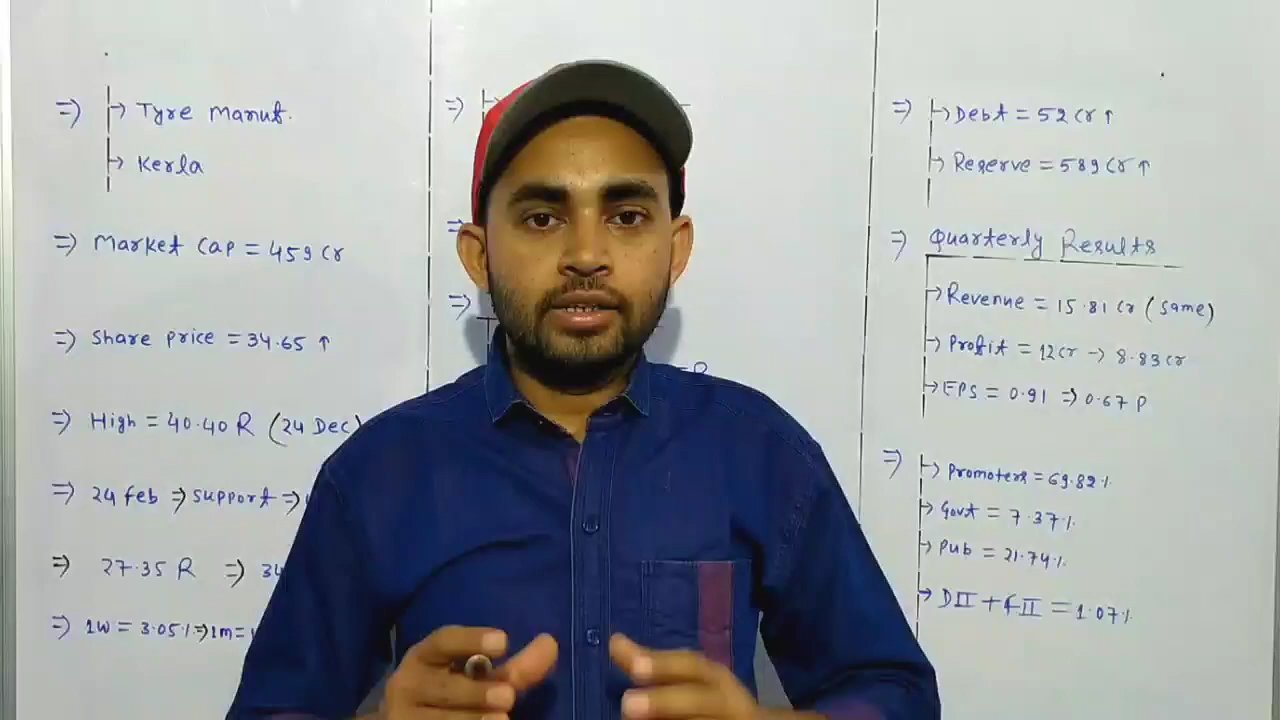 => -> Tyre Manuf.
-> Kerla
=> Market Cap = 459 Cr
=> Share price = 34.65 ↑
=> High = 40.40 R (24 Dec)
=> 24 feb => support =>
=> 27.35 R => 34
=> 1w = 3.05% => 1m =
=>
=>
=>
= R
=> -> Debt = 52 Cr ↑
-> Reserve = 589 Cr ↑
=> Quarterly Results
-> Revenue = 15.81 Cr (Same)
-> Profit = 12 Cr -> 8.83 Cr
-> EPS = 0.91 => 0.67 P
=> -> Promoters = 69.82%
-> Govt = 7.37%
-> Pub = 21.74%
-> DII + FII = 1.07%